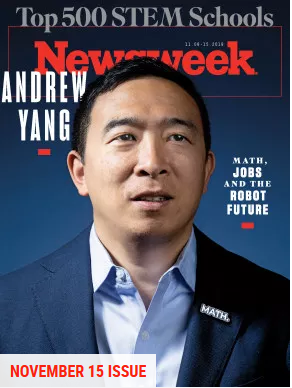 Top 500 STEM Schools
11.08-15.2019
Newsweek
ANDREW
YANG
MATH,
JOBS
AND THE
ROBOT
FUTURE
MATH.
NOVEMBER 15 ISSUE